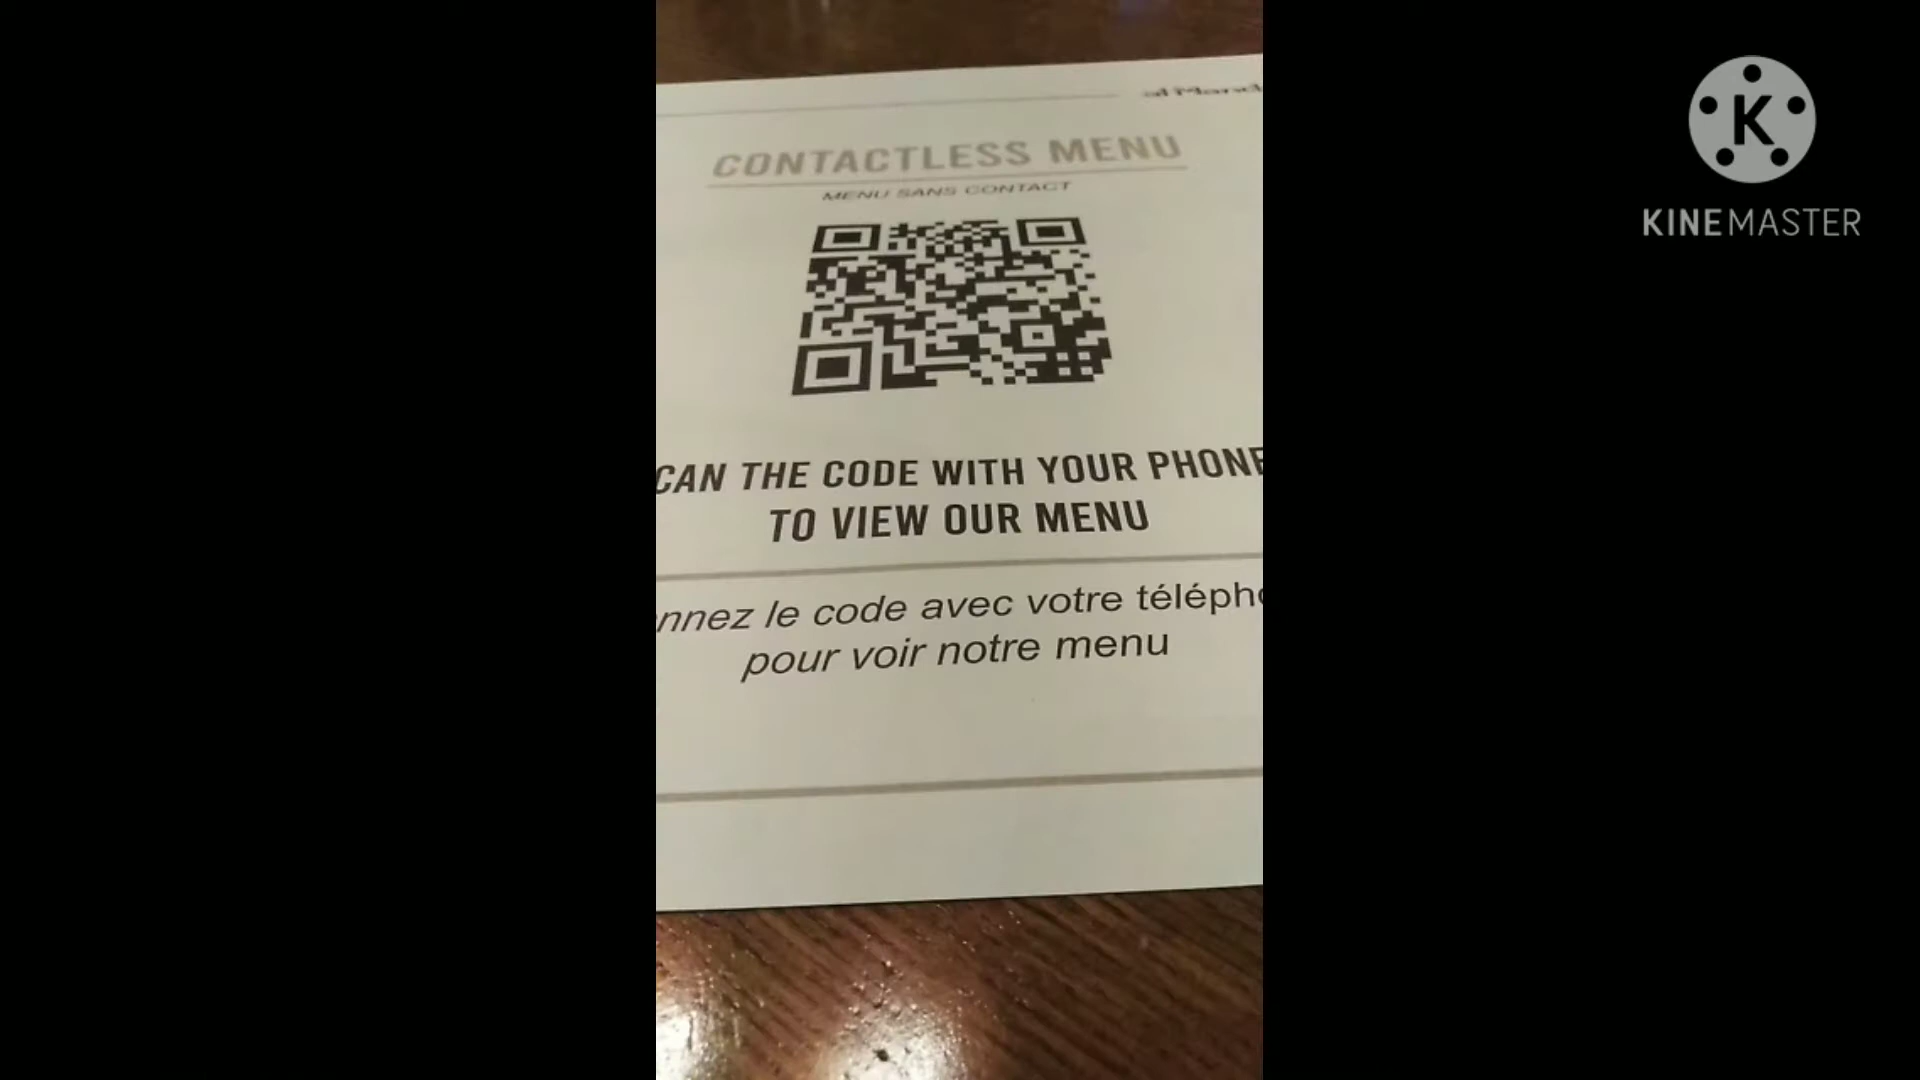 CONTACTLESS MENU
MENU SANS CONTACT
CAN THE CODE WITH YOUR PHONE
TO VIEW OUR MENU
nnez le code avec votre télépho
pour voir notre menu
K
KINEMASTER